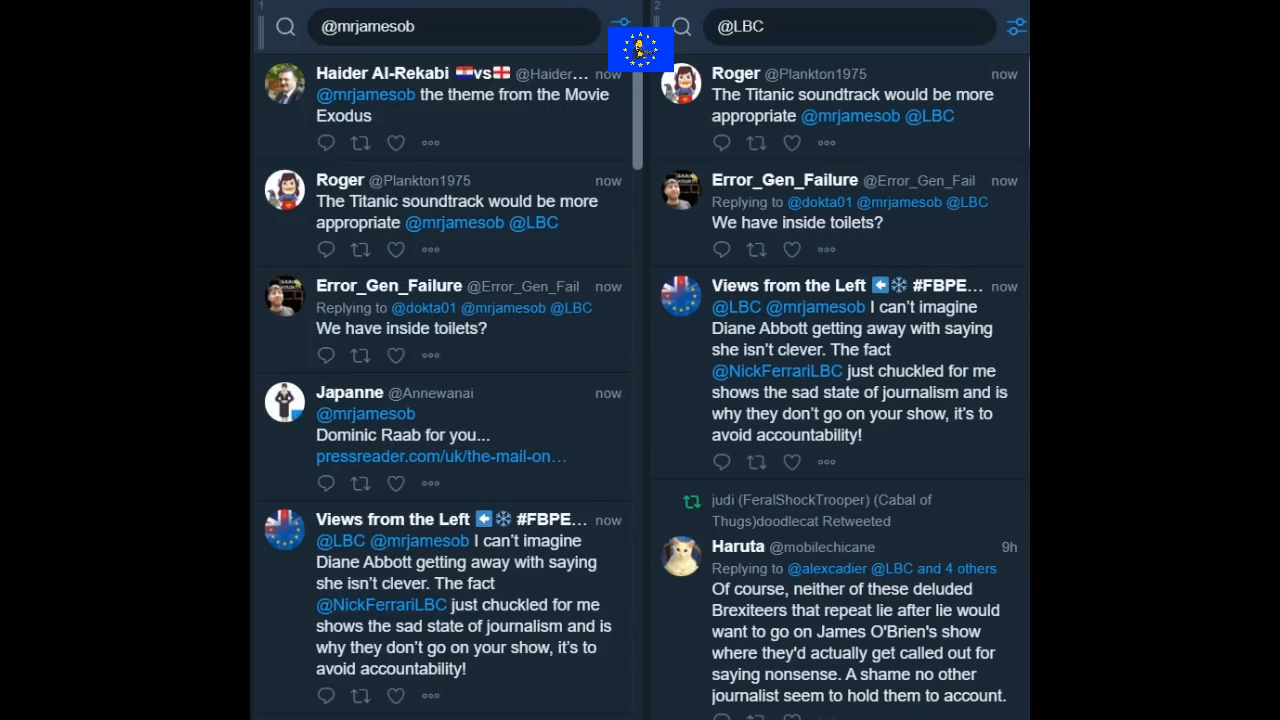 1
@mrjamesob
Haider Al-Rekabi 🇭🇷vs🏴󠁧󠁢󠁥󠁮󠁧󠁿 @Haider... now
@mrjamesob the theme from the Movie
Exodus
Roger @Plankton1975 now
The Titanic soundtrack would be more
appropriate @mrjamesob @LBC
Error_Gen_Failure @Error_Gen_Fail now
Replying to @dokta01 @mrjamesob @LBC
We have inside toilets?
Japanne @Annewanai now
@mrjamesob
Dominic Raab for you...
pressreader.com/uk/the-mail-on…
Views from the Left ⬅️❄️ #FBPE... now
@LBC @mrjamesob I can’t imagine
Diane Abbott getting away with saying
she isn’t clever. The fact
@NickFerrariLBC just chuckled for me
shows the sad state of journalism and is
why they don’t go on your show, it’s to
avoid accountability!
2
@LBC
Roger @Plankton1975 now
The Titanic soundtrack would be more
appropriate @mrjamesob @LBC
Error_Gen_Failure @Error_Gen_Fail now
Replying to @dokta01 @mrjamesob @LBC
We have inside toilets?
Views from the Left ⬅️❄️ #FBPE... now
@LBC @mrjamesob I can’t imagine
Diane Abbott getting away with saying
she isn’t clever. The fact
@NickFerrariLBC just chuckled for me
shows the sad state of journalism and is
why they don’t go on your show, it’s to
avoid accountability!
judi (FeralShockTrooper) (Cabal of
Thugs)doodlecat Retweeted
Haruta @mobilechicane 9h
Replying to @alexcadier @LBC and 4 others
Of course, neither of these deluded
Brexiteers that repeat lie after lie would
want to go on James O'Brien's show
where they'd actually get called out for
saying nonsense. A shame no other
journalist seem to hold them to account.